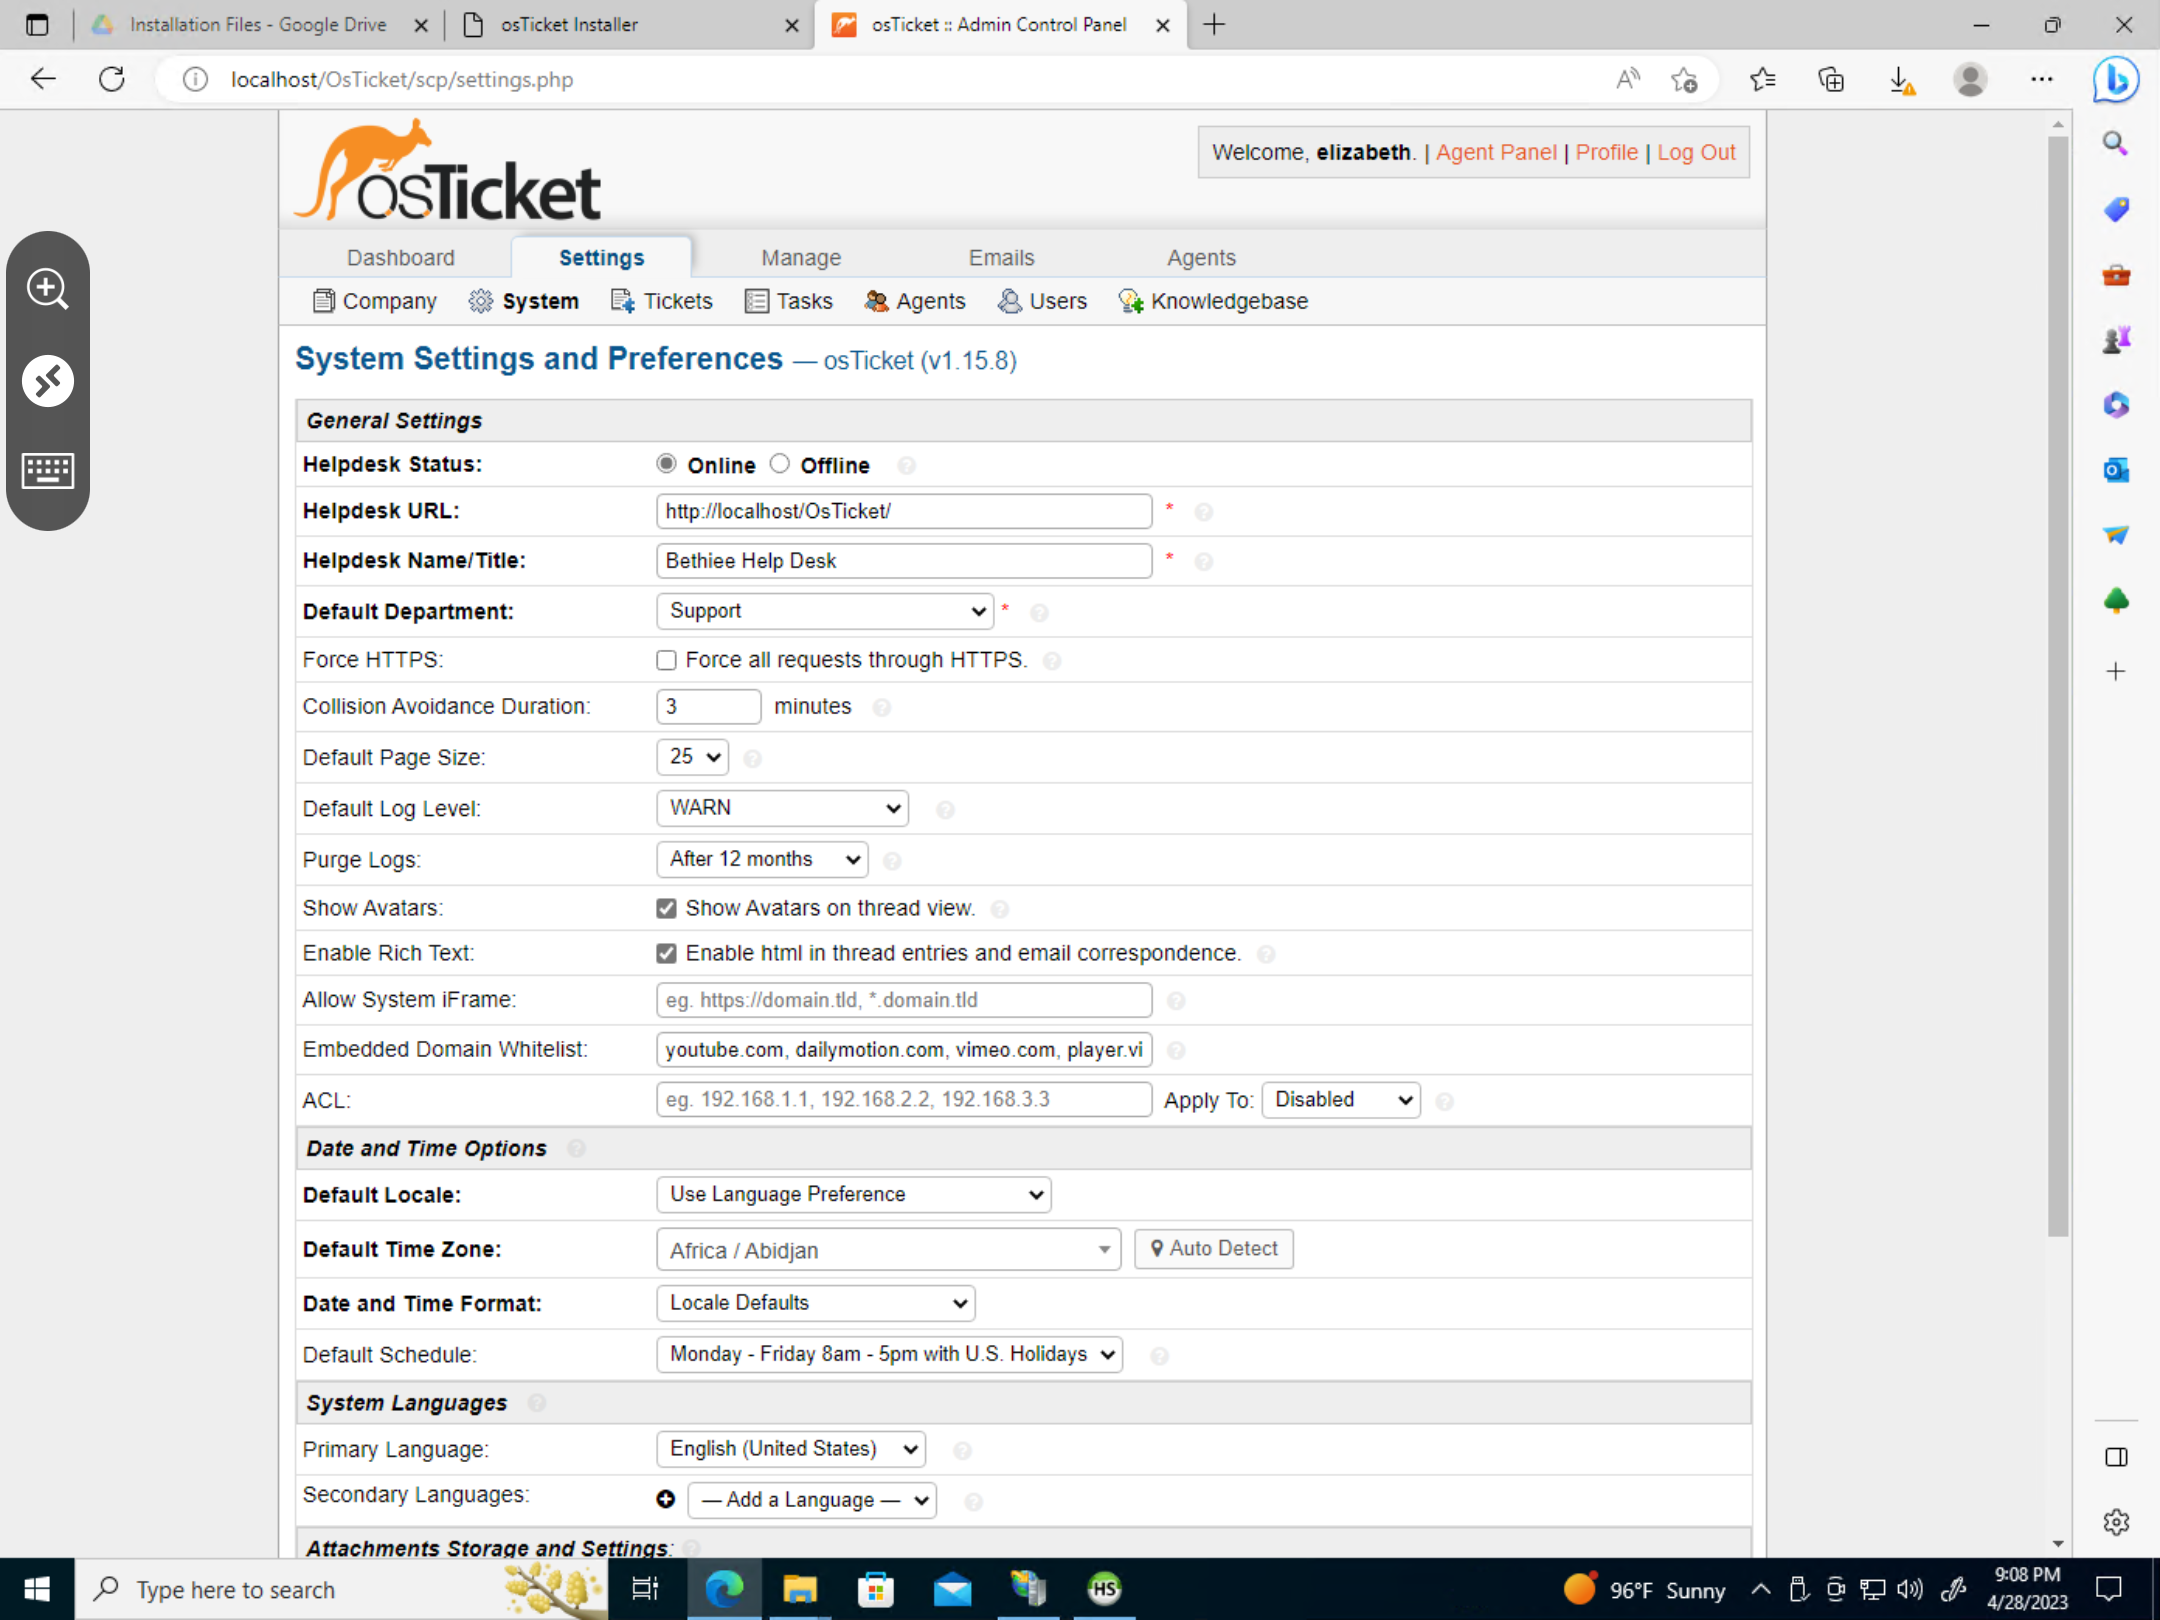 Installation Files - Google Drive
osTicket Installer
osTicket :: Admin Control Panel
localhost/OsTicket/scp/settings.php
osTicket
Welcome, elizabeth. | Agent Panel | Profile | Log Out
Dashboard Settings Manage Emails Agents
Company System Tickets Tasks Agents Users Knowledgebase
System Settings and Preferences — osTicket (v1.15.8)
General Settings
Helpdesk Status: Online Offline
Helpdesk URL: http://localhost/OsTicket/ *
Helpdesk Name/Title: Bethiee Help Desk *
Default Department: Support *
Force HTTPS: Force all requests through HTTPS.
Collision Avoidance Duration: 3 minutes
Default Page Size: 25
Default Log Level: WARN
Purge Logs: After 12 months
Show Avatars: Show Avatars on thread view.
Enable Rich Text: Enable html in thread entries and email correspondence.
Allow System iFrame: eg. https://domain.tld, *.domain.tld
Embedded Domain Whitelist: youtube.com, dailymotion.com, vimeo.com, player.vi
ACL: eg. 192.168.1.1, 192.168.2.2, 192.168.3.3 Apply To: Disabled
Date and Time Options
Default Locale: Use Language Preference
Default Time Zone: Africa / Abidjan Auto Detect
Date and Time Format: Locale Defaults
Default Schedule: Monday - Friday 8am - 5pm with U.S. Holidays
System Languages
Primary Language: English (United States)
Secondary Languages: — Add a Language —
Attachments Storage and Settings:
Type here to search
HS
96°F Sunny
9:08 PM
4/28/2023